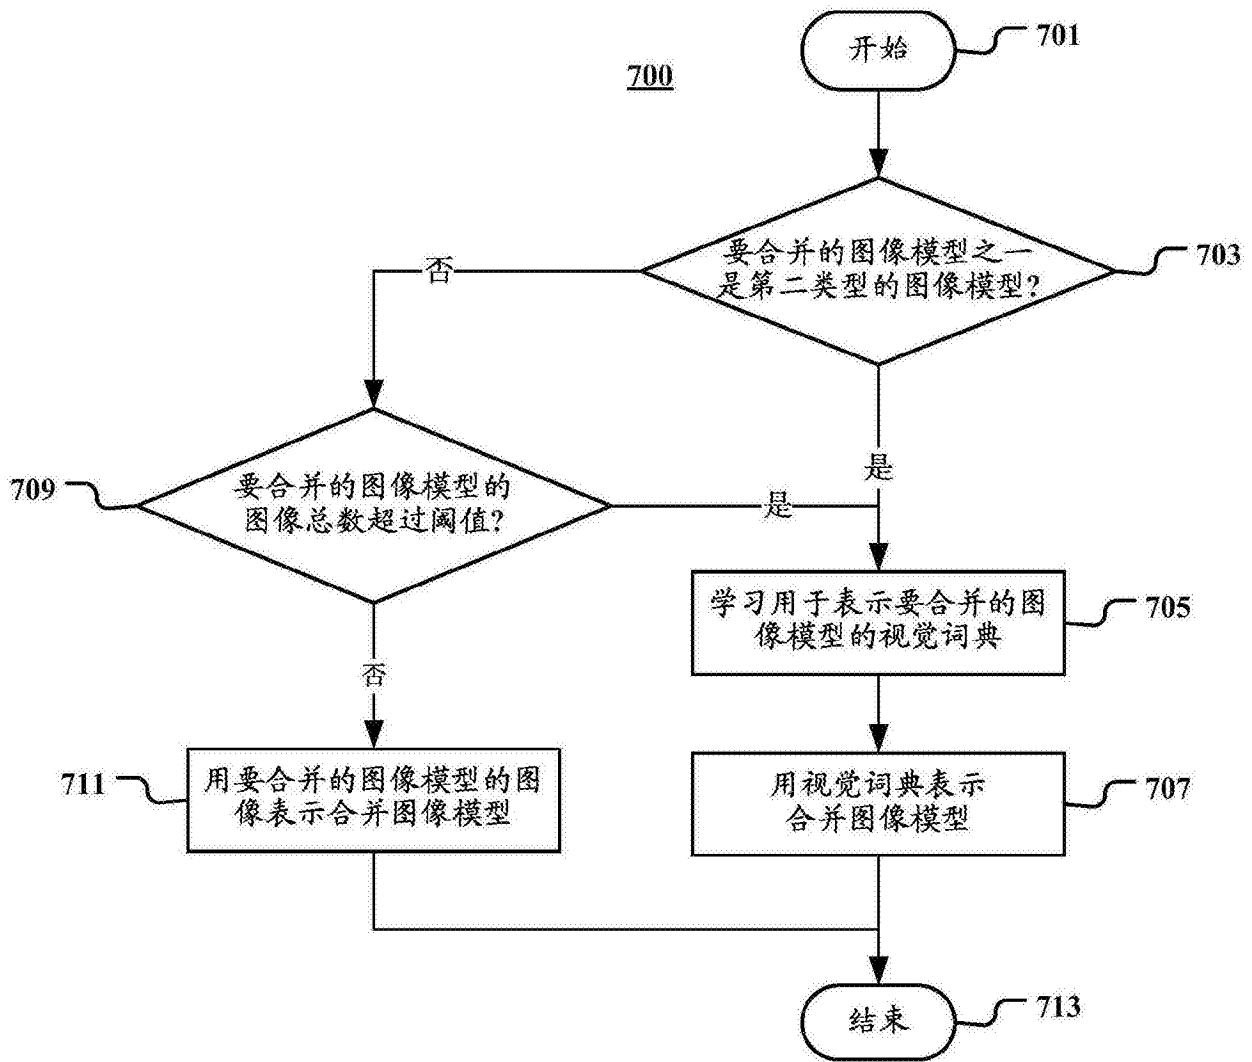 开始
701
700
要合并的图像模型之一
是第二类型的图像模型?
703
否
是
要合并的图像模型的
图像总数超过阈值?
709
是
学习用于表示要合并的图
像模型的视觉词典
705
否
用要合并的图像模型的图
像表示合并图像模型
711
用视觉词典表示
合并图像模型
707
结束
713